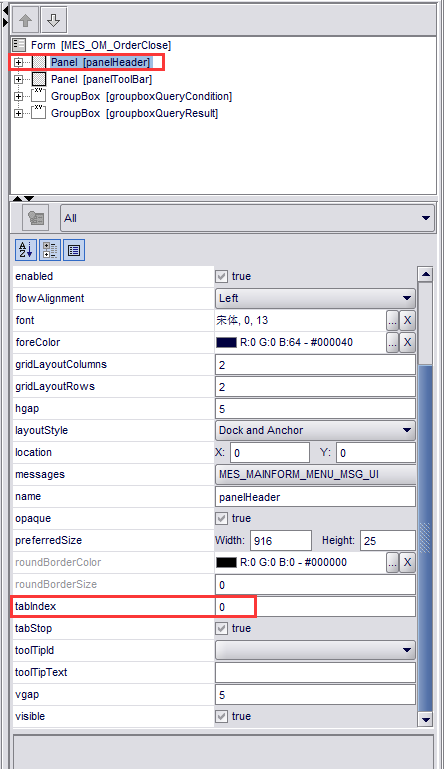 Form [MES_OM_OrderClose]
Panel [panelHeader]
Panel [panelToolBar]
GroupBox [groupboxQueryCondition]
GroupBox [groupboxQueryResult]
All
enabled true
flowAlignment Left
font 宋体, 0, 13 ... X
foreColor R:0 G:0 B:64 - #000040 ... X
gridLayoutColumns 2
gridLayoutRows 2
hgap 5
layoutStyle Dock and Anchor
location X: 0 Y: 0
messages MES_MAINFORM_MENU_MSG_UI
name panelHeader
opaque true
preferredSize Width: 916 Height: 25
roundBorderColor R:0 G:0 B:0 - #000000 ... X
roundBorderSize 0
tabIndex 0
tabStop true
toolTipId
toolTipText
vgap 5
visible true